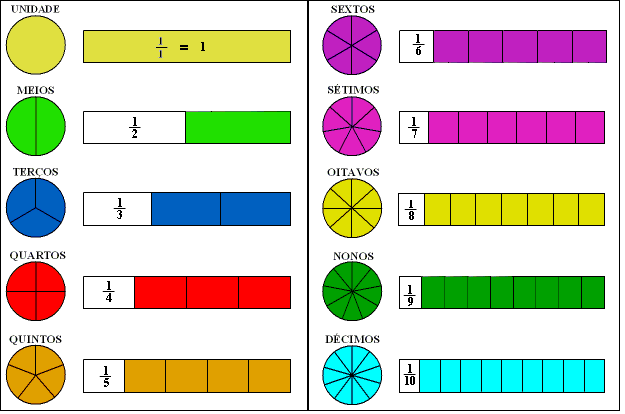 UNIDADE
1/1 = 1
MEIOS
1/2
TERÇOS
1/3
QUARTOS
1/4
QUINTOS
1/5
SEXTOS
1/6
SÉTIMOS
1/7
OITAVOS
1/8
NONOS
1/9
DÉCIMOS
1/10